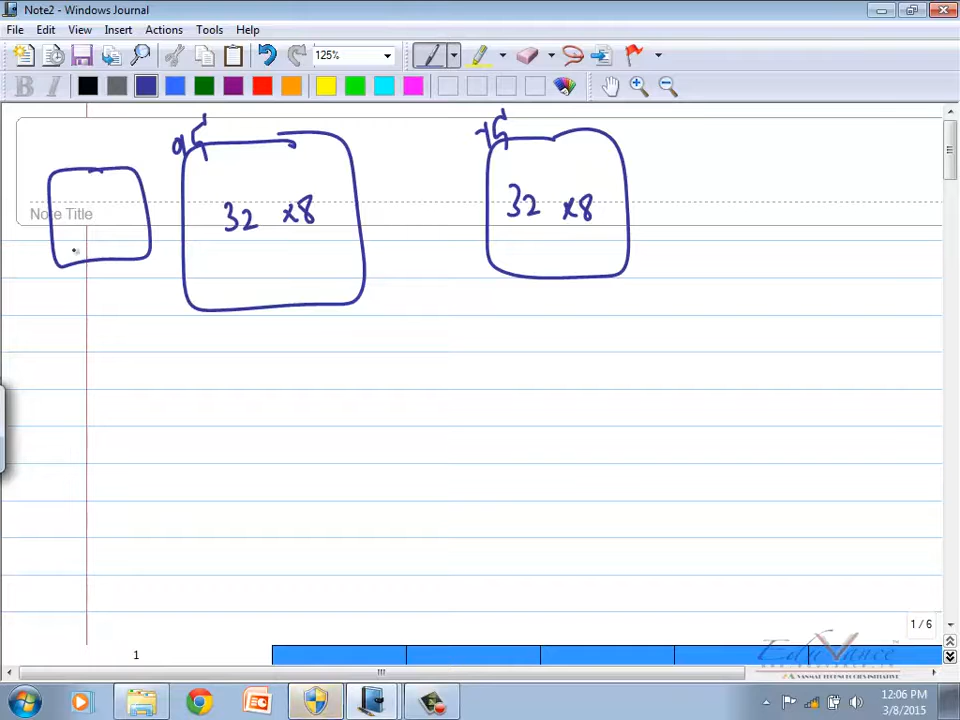 Note2 - Windows Journal
File Edit View Insert Actions Tools Help
125%
B I
32 x8
32 x8
Note Title
1 / 6
1
EduVance
12:06 PM
3/8/2015